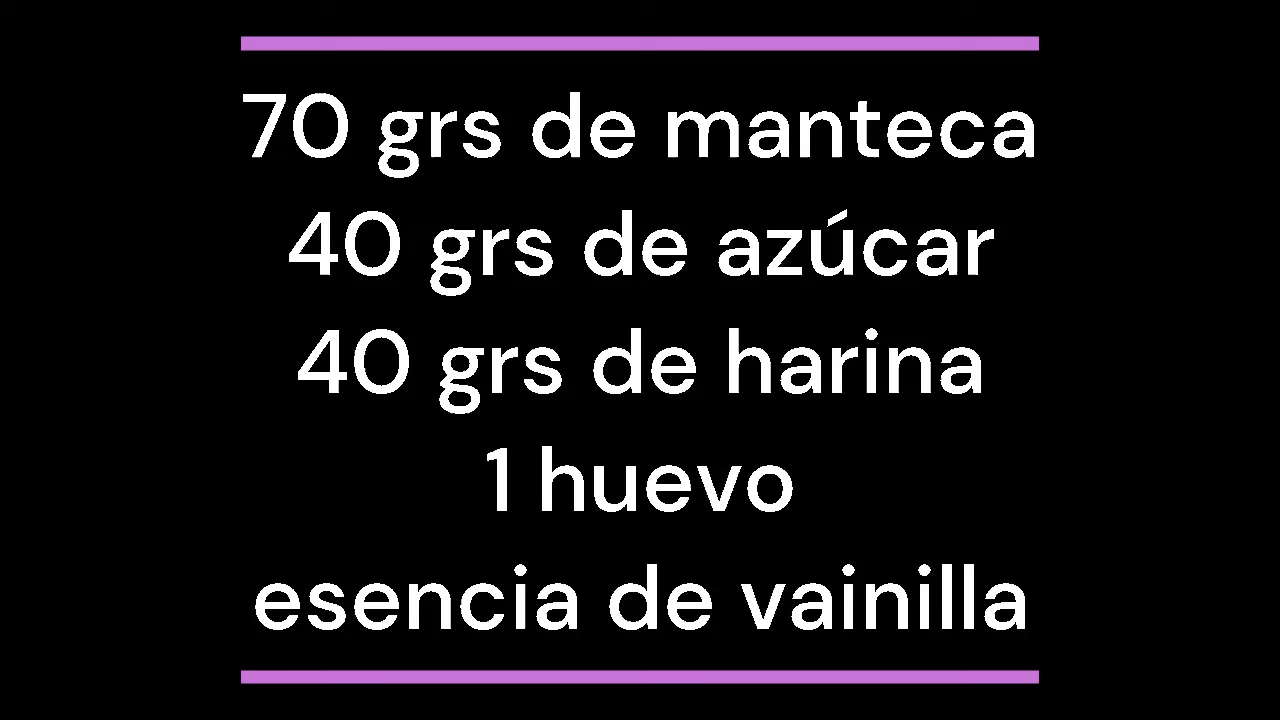 70 grs de manteca
40 grs de azúcar
40 grs de harina
1 huevo
esencia de vainilla